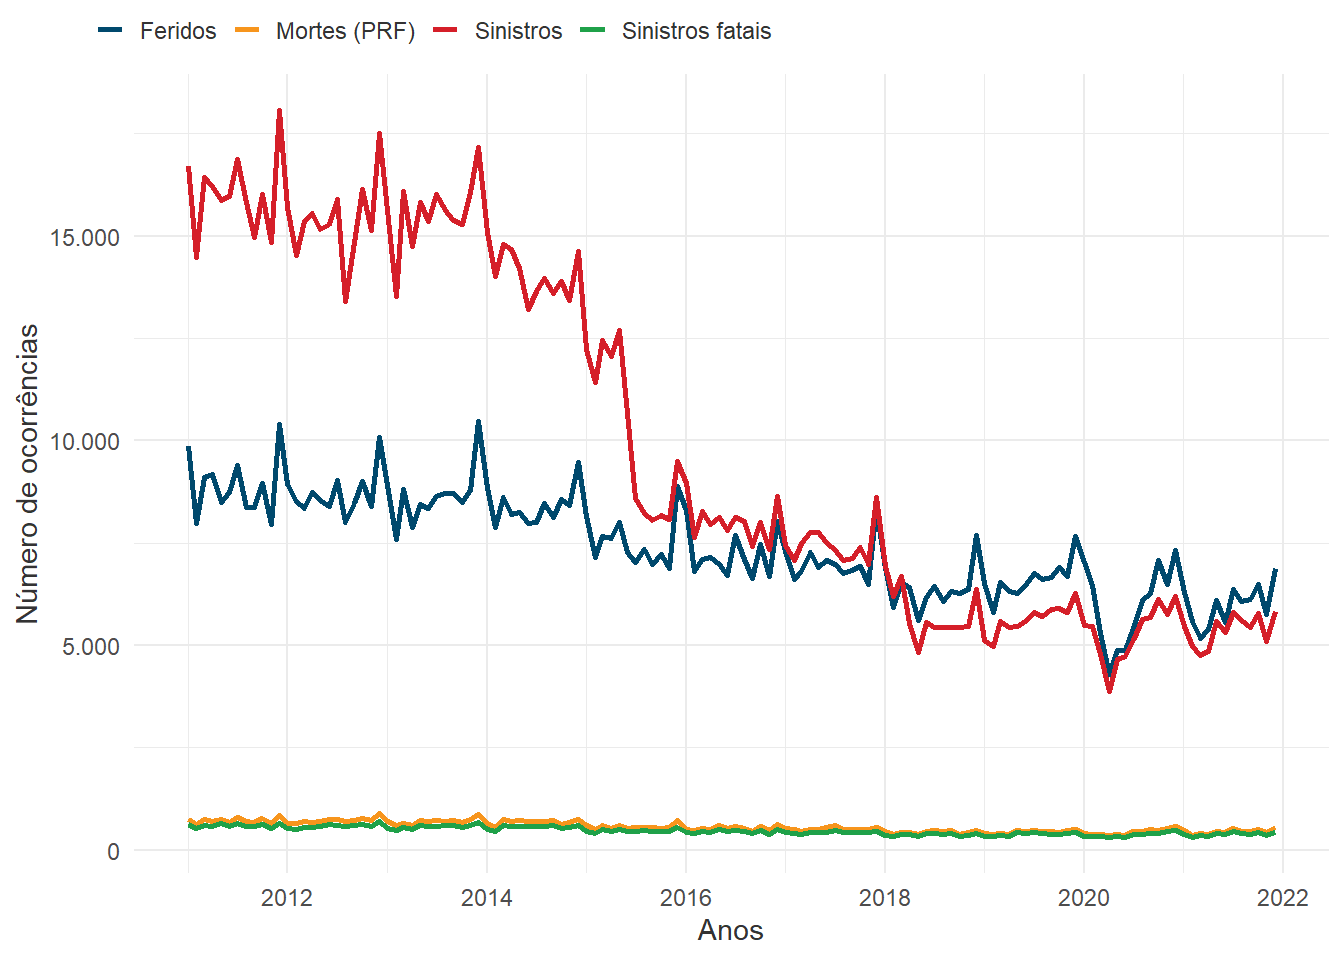 Feridos Mortes (PRF) Sinistros Sinistros fatais
Número de ocorrências
15.000
10.000
5.000
0
2012 2014 2016 2018 2020 2022
Anos